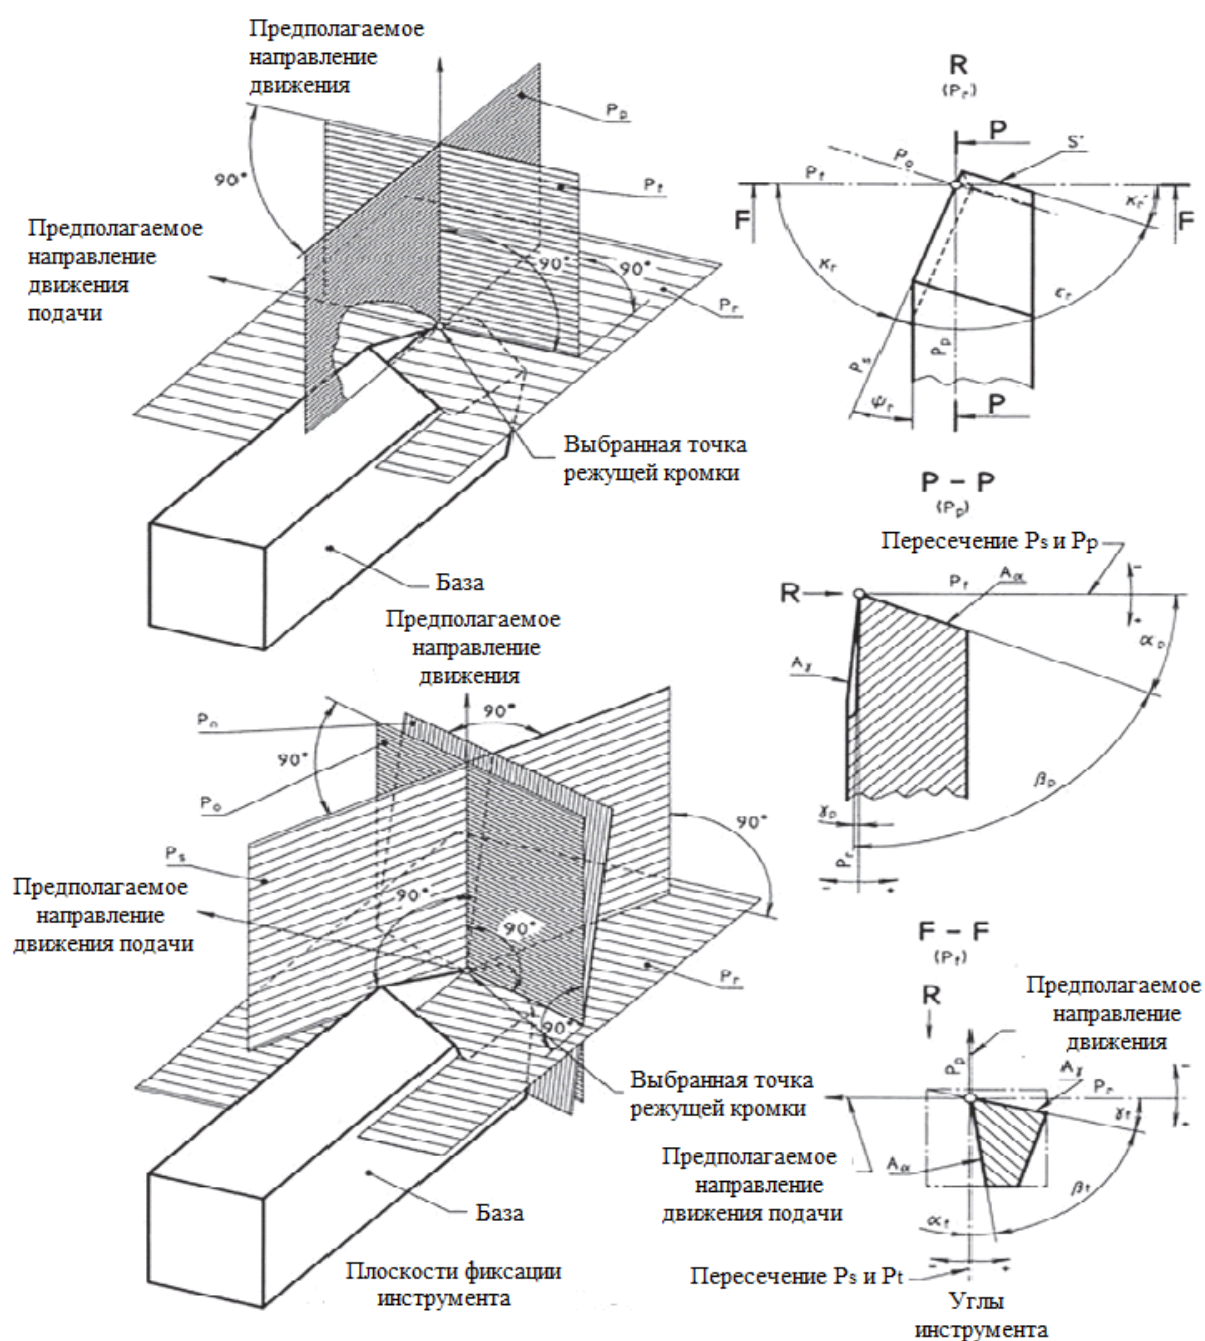 Предполагаемое
направление
движения
Pp
Pf
90°
Предполагаемое
направление
движения
подачи
90°
90°
Pr
Выбранная точка
режущей кромки
База
R
(Pr)
P
S'
Po
Pf
κr'
F
F
κr
εr
Pp
Ps
ψr
P
P – P
(Pp)
Пересечение Ps и Pp
Aα
Pf
R
-
+
αp
Aγ
βp
γp
Pr
-
+
Предполагаемое
направление
движения
Pn
90°
90°
Po
Ps
90°
Предполагаемое
направление
движения подачи
90°
90°
Pr
90°
Выбранная точка
режущей кромки
База
Плоскости фиксации
инструмента
F – F
(Pf)
R
Предполагаемое
направление
движения
Pp
Aγ
Pr
-
γf
Предполагаемое
направление
движения подачи
Aα
βf
αf
-
+
Пересечение Ps и Pt
Углы
инструмента